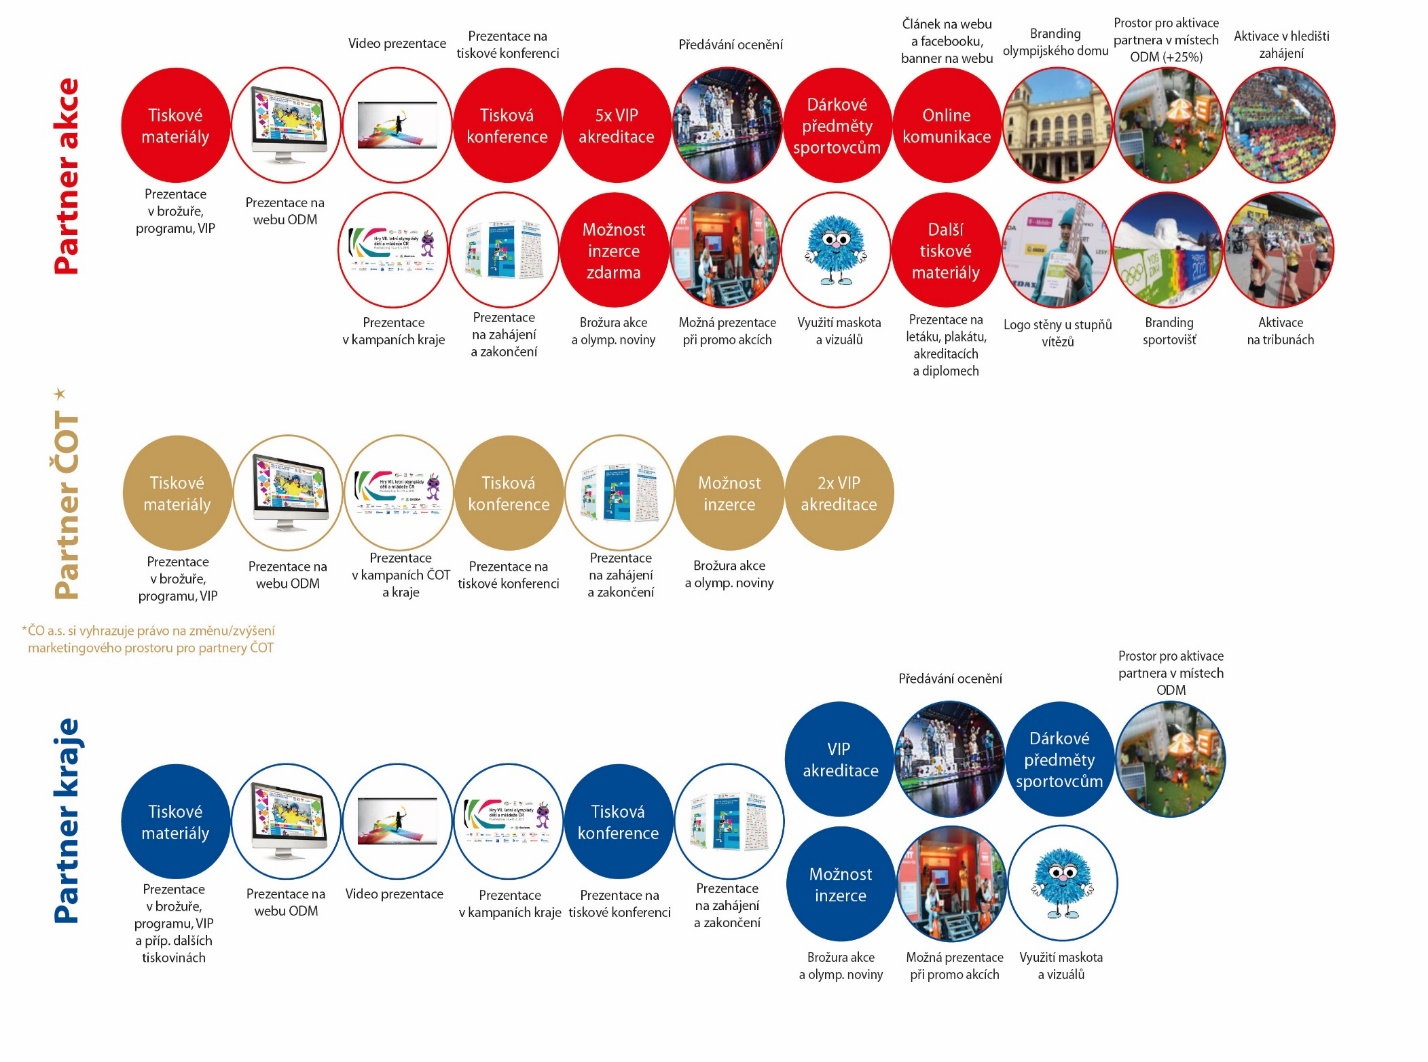 Partner akce
Video prezentace
Prezentace na
tiskové konferenci
Předávání ocenění
Článek na webu
a facebooku,
banner na webu
Branding
olympijského domu
Prostor pro aktivace
partnera v místech
ODM (+25%)
Aktivace v hledišti
zahájení
Tiskové
materiály
Tisková
konference
5x VIP
akreditace
Dárkové
předměty
sportovcům
Online
komunikace
Prezentace
v brožuře,
programu, VIP
Prezentace na
webu ODM
Možnost
inzerce
zdarma
Další
tiskové
materiály
Prezentace
v kampaních kraje
Prezentace
na zahájení
a zakončení
Brožura akce
a olymp. noviny
Možná prezentace
při promo akcích
Využití maskota
a vizuálů
Prezentace na
letáku, plakátu,
akreditacích
a diplomech
Logo stěny u stupňů
vítězů
Branding
sportovišť
Aktivace
na tribunách
Partner ČOT *
Tiskové
materiály
Tisková
konference
Možnost
inzerce
2x VIP
akreditace
Prezentace
v brožuře,
programu, VIP
Prezentace na
webu ODM
Prezentace
v kampaních ČOT
a kraje
Prezentace na
tiskové konferenci
Prezentace
na zahájení
a zakončení
Brožura akce
a olymp. noviny
*ČO a.s. si vyhrazuje právo na změnu/zvýšení
marketingového prostoru pro partnery ČOT
Partner kraje
Předávání ocenění
Prostor pro aktivace
partnera v místech
ODM
VIP
akreditace
Dárkové
předměty
sportovcům
Tiskové
materiály
Tisková
konference
Možnost
inzerce
Prezentace
v brožuře,
programu, VIP
a příp. dalších
tiskovinách
Prezentace na
webu ODM
Video prezentace
Prezentace
v kampaních kraje
Prezentace na
tiskové konferenci
Prezentace
na zahájení
a zakončení
Brožura akce
a olymp. noviny
Možná prezentace
při promo akcích
Využití maskota
a vizuálů